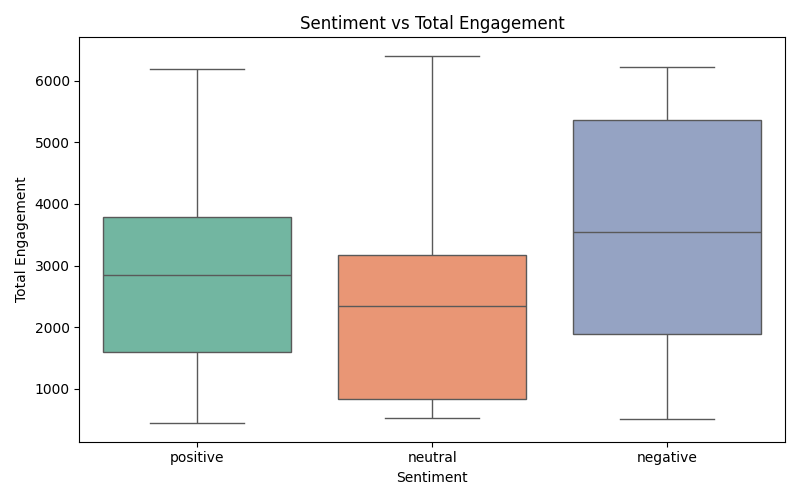 Sentiment vs Total Engagement
Total Engagement
6000
5000
4000
3000
2000
1000
positive
neutral
negative
Sentiment